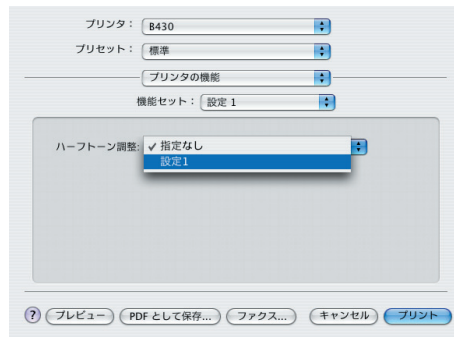 プリンタ： B430
プリセット： 標準
プリンタの機能
機能セット： 設定 1
ハーフトーン調整: ✓ 指定なし
設定1
? プレビュー PDF として保存... ファクス... キャンセル プリント